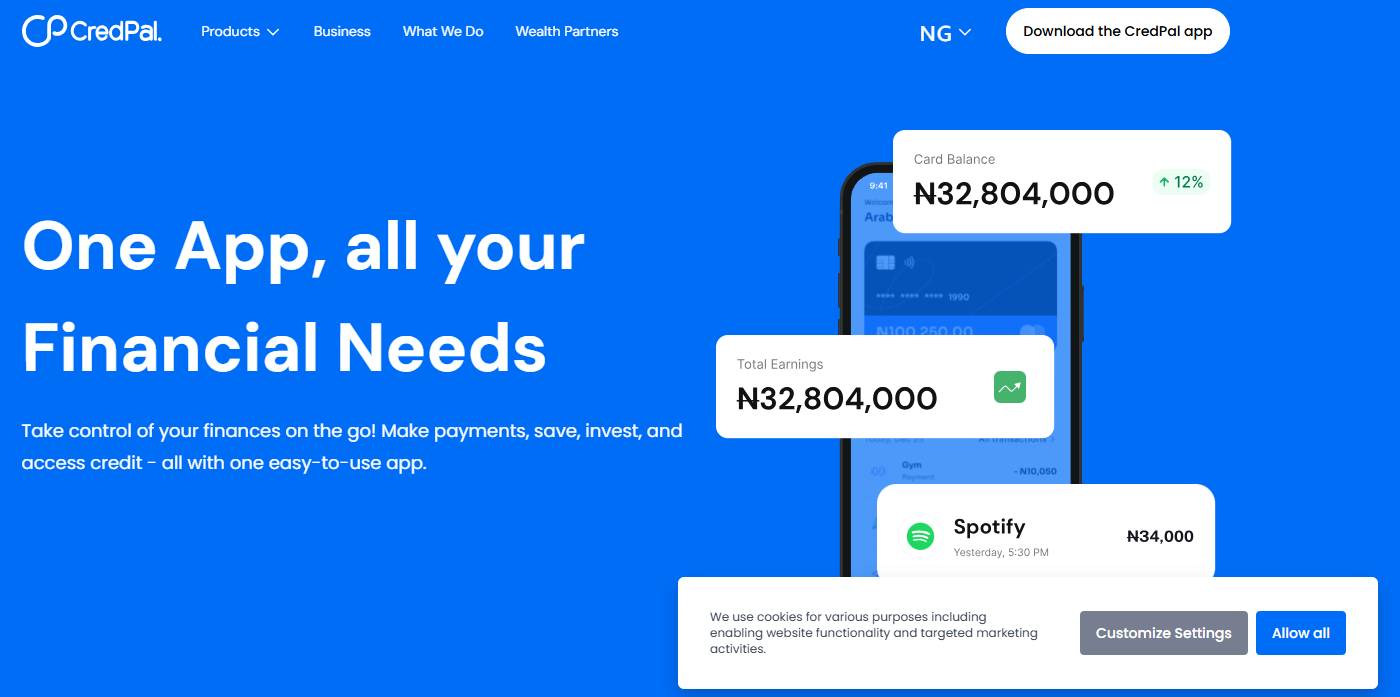 CredPal.
Products
Business
What We Do
Wealth Partners
NG
Download the CredPal app
One App, all your
Financial Needs
Take control of your finances on the go! Make payments, save, invest, and
access credit - all with one easy-to-use app.
Card Balance
₦32,804,000
12%
9:41
Arab
**** **** **** 1990
₦100,250.00
Total Earnings
₦32,804,000
Today, Dec 29
All transactions
Gym
Payment
-₦10,050
Spotify
Yesterday, 5:30 PM
₦34,000
We use cookies for various purposes including
enabling website functionality and targeted marketing
activities.
Customize Settings
Allow all